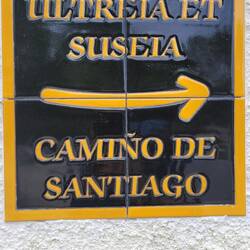 ULTREIA ET
SUSEIA
CAMIÑO DE
SANTIAGO